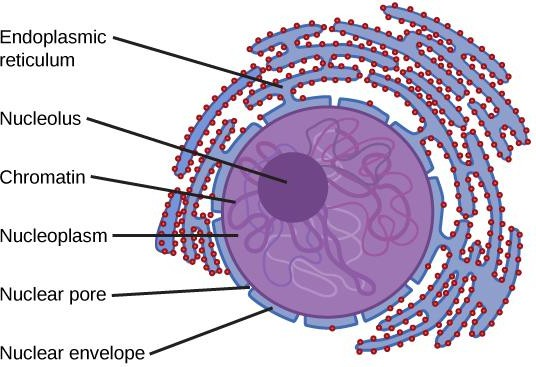 Endoplasmic
reticulum
Nucleolus
Chromatin
Nucleoplasm
Nuclear pore
Nuclear envelope